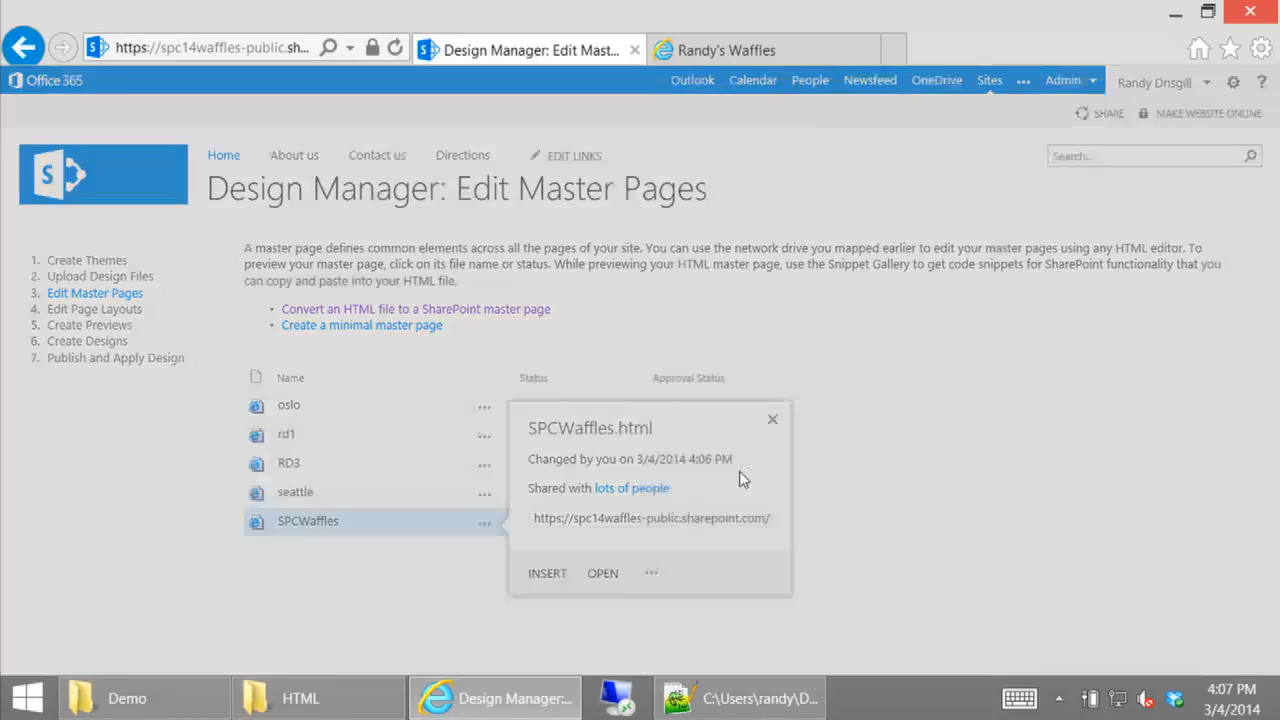 https://spc14waffles-public.sh...
Design Manager: Edit Mast...
Randy's Waffles
Office 365
Outlook
Calendar
People
Newsfeed
OneDrive
Sites
Admin
Randy Drisgill
SHARE
MAKE WEBSITE ONLINE
Home
About us
Contact us
Directions
EDIT LINKS
Search...
Design Manager: Edit Master Pages
1. Create Themes
2. Upload Design Files
3. Edit Master Pages
4. Edit Page Layouts
5. Create Previews
6. Create Designs
7. Publish and Apply Design
A master page defines common elements across all the pages of your site. You can use the network drive you mapped earlier to edit your master pages using any HTML editor. To
preview your master page, click on its file name or status. While previewing your HTML master page, use the Snippet Gallery to get code snippets for SharePoint functionality that you
can copy and paste into your HTML file.
• Convert an HTML file to a SharePoint master page
• Create a minimal master page
Name
Status
Approval Status
oslo
rd1
RD3
seattle
SPCWaffles
SPCWaffles.html
Changed by you on 3/4/2014 4:06 PM
Shared with lots of people
https://spc14waffles-public.sharepoint.com/
INSERT
OPEN
Demo
HTML
Design Manager:...
C:\Users\randy\D...
4:07 PM
3/4/2014